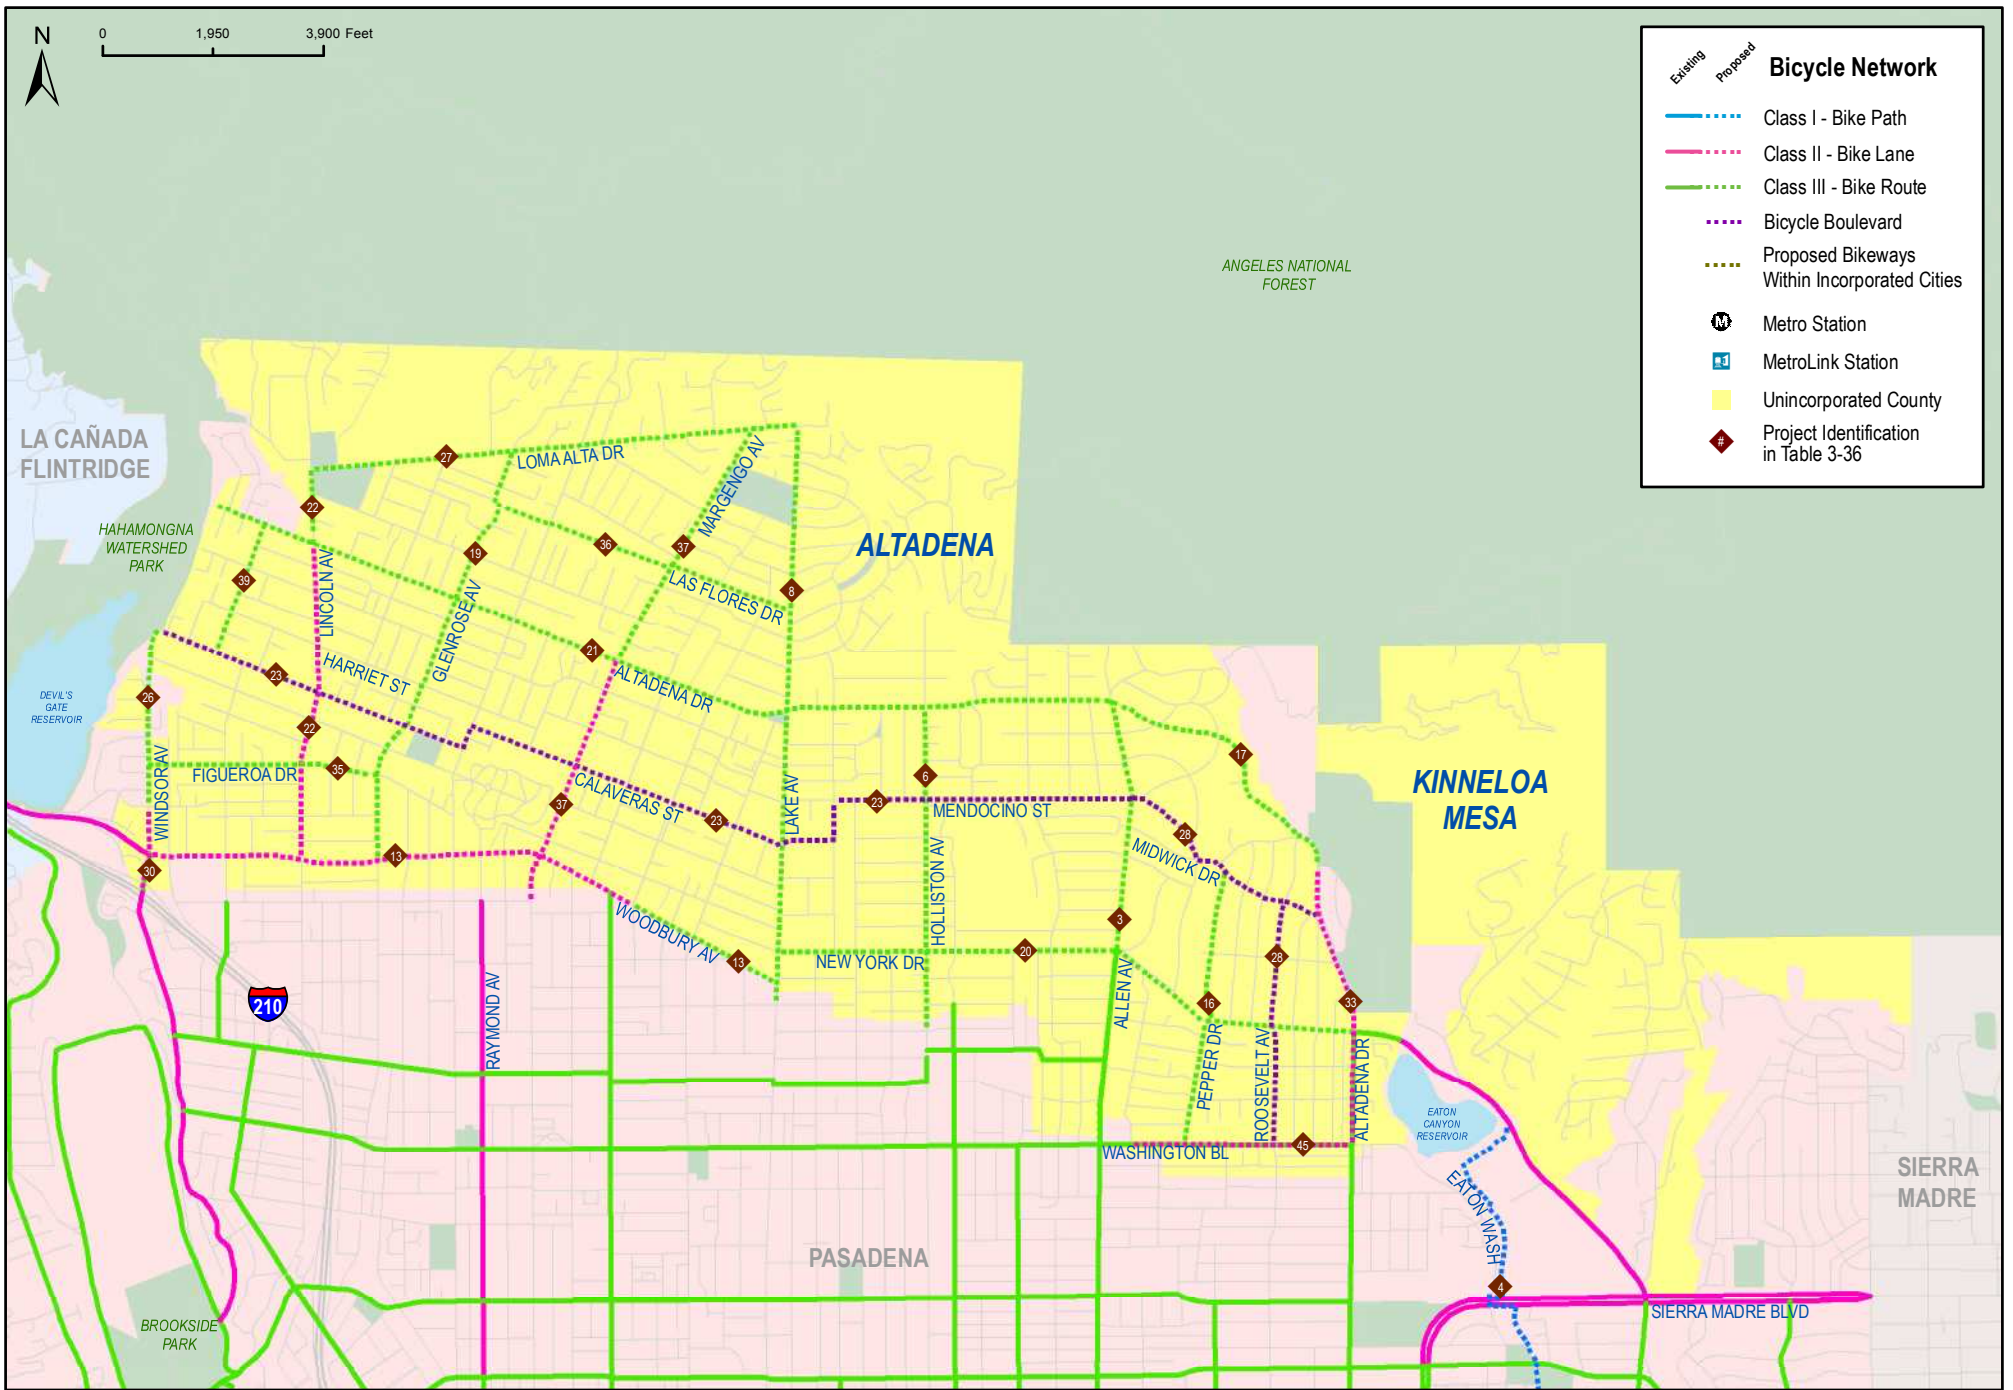 N
0 1,950 3,900 Feet
Existing
Proposed
Bicycle Network
Class I - Bike Path
Class II - Bike Lane
Class III - Bike Route
Bicycle Boulevard
Proposed Bikeways
Within Incorporated Cities
M
Metro Station
MetroLink Station
Unincorporated County
#
Project Identification
in Table 3-36
ANGELES NATIONAL
FOREST
LA CAÑADA
FLINTRIDGE
HAHAMONGNA
WATERSHED
PARK
DEVIL'S
GATE
RESERVOIR
ALTADENA
KINNELOA
MESA
27
LOMA ALTA DR
MARGENGO AV
22
19
36
37
39
LINCOLN AV
GLENROSE AV
LAS FLORES DR
8
21
ALTADENA DR
23
HARRIET ST
26
22
WINDSOR AV
FIGUEROA DR
35
37
CALAVERAS ST
23
LAKE AV
23
6
MENDOCINO ST
17
28
MIDWICK DR
30
13
WOODBURY AV
13
HOLLISTON AV
NEW YORK DR
20
3
ALLEN AV
28
16
33
PEPPER DR
ROOSEVELT AV
ALTADENA DR
210
RAYMOND AV
EATON
CANYON
RESERVOIR
WASHINGTON BL
45
EATON WASH
SIERRA
MADRE
PASADENA
4
SIERRA MADRE BLVD
BROOKSIDE
PARK